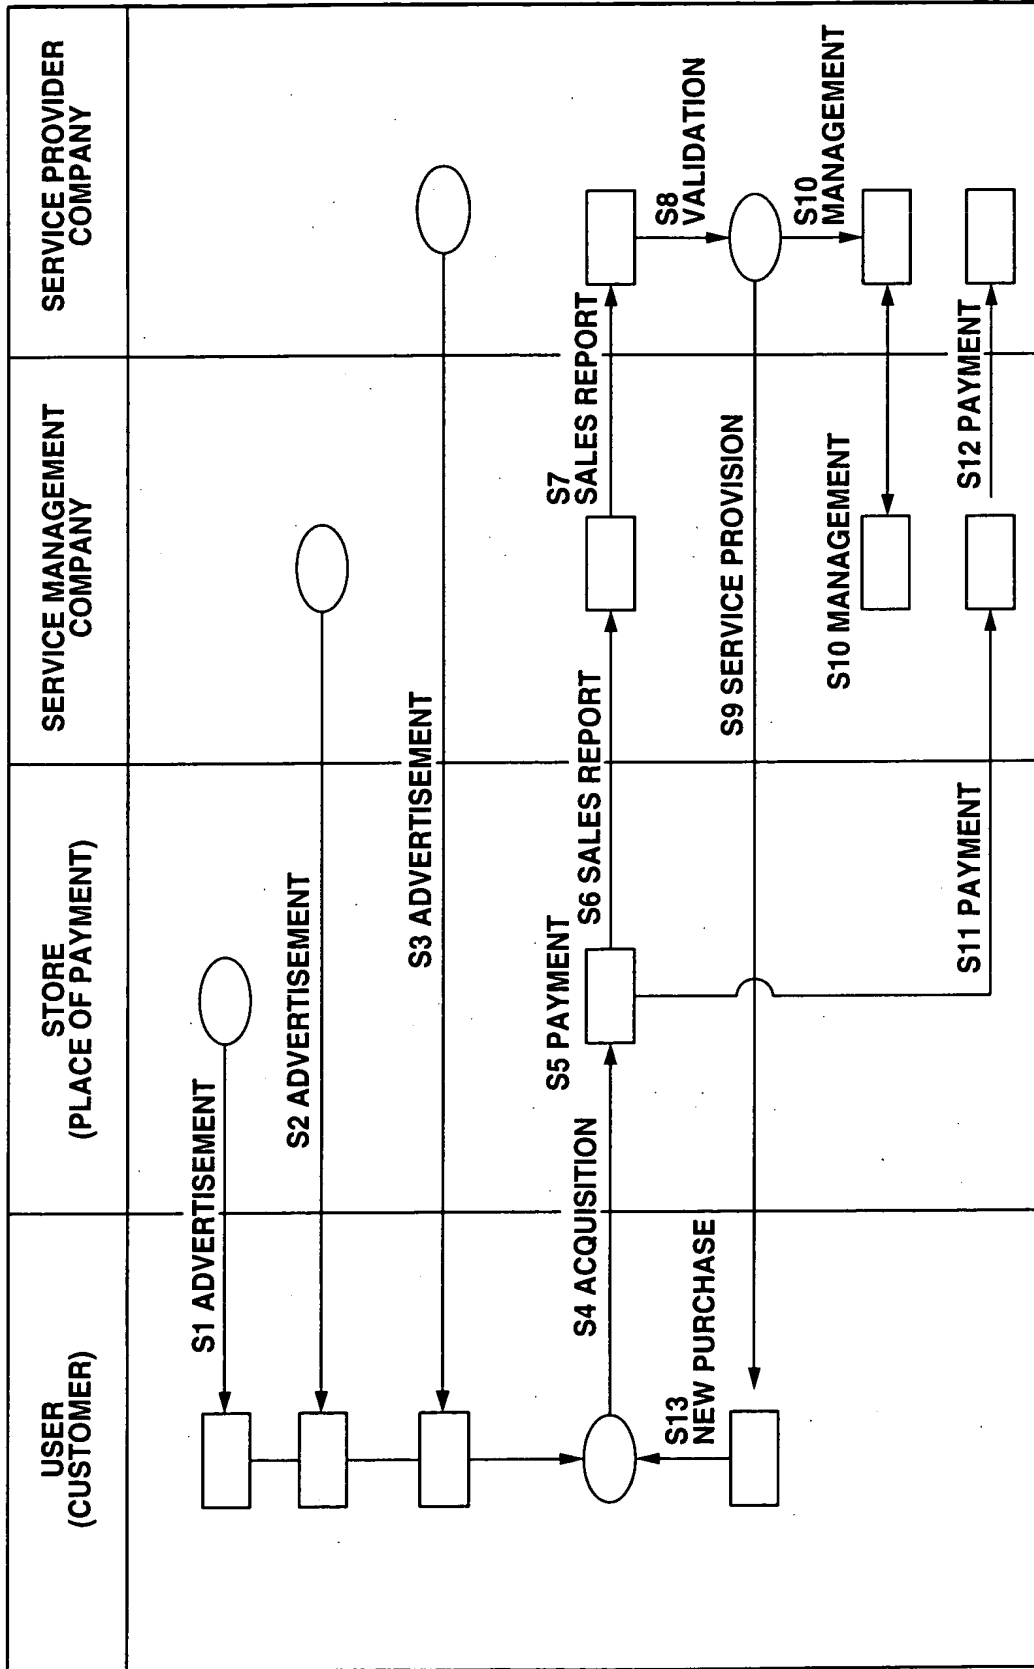 USER
(CUSTOMER)
STORE
(PLACE OF PAYMENT)
SERVICE MANAGEMENT
COMPANY
SERVICE PROVIDER
COMPANY
S1 ADVERTISEMENT
S2 ADVERTISEMENT
S3 ADVERTISEMENT
S4 ACQUISITION
S5 PAYMENT
S6 SALES REPORT
S7
SALES REPORT
S8
VALIDATION
S13
NEW PURCHASE
S9 SERVICE PROVISION
S10
MANAGEMENT
S10 MANAGEMENT
S11 PAYMENT
S12 PAYMENT